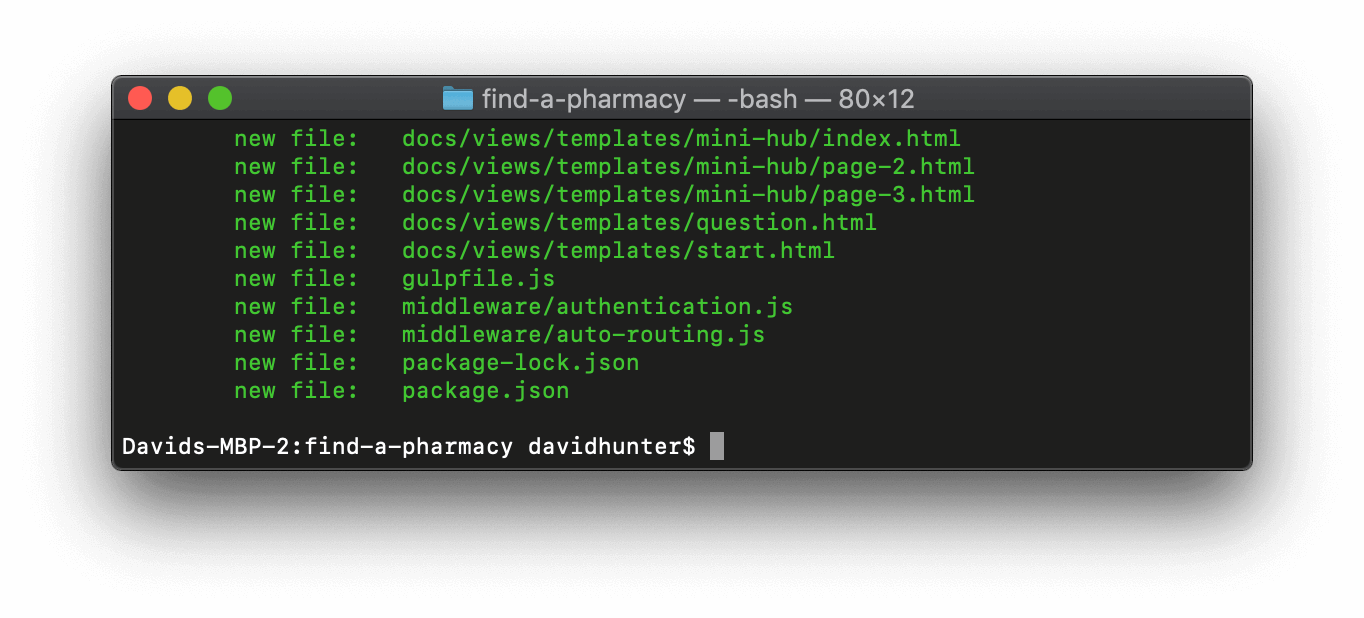 find-a-pharmacy — -bash — 80×12
new file:   docs/views/templates/mini-hub/index.html
new file:   docs/views/templates/mini-hub/page-2.html
new file:   docs/views/templates/mini-hub/page-3.html
new file:   docs/views/templates/question.html
new file:   docs/views/templates/start.html
new file:   gulpfile.js
new file:   middleware/authentication.js
new file:   middleware/auto-routing.js
new file:   package-lock.json
new file:   package.json
Davids-MBP-2:find-a-pharmacy davidhunter$